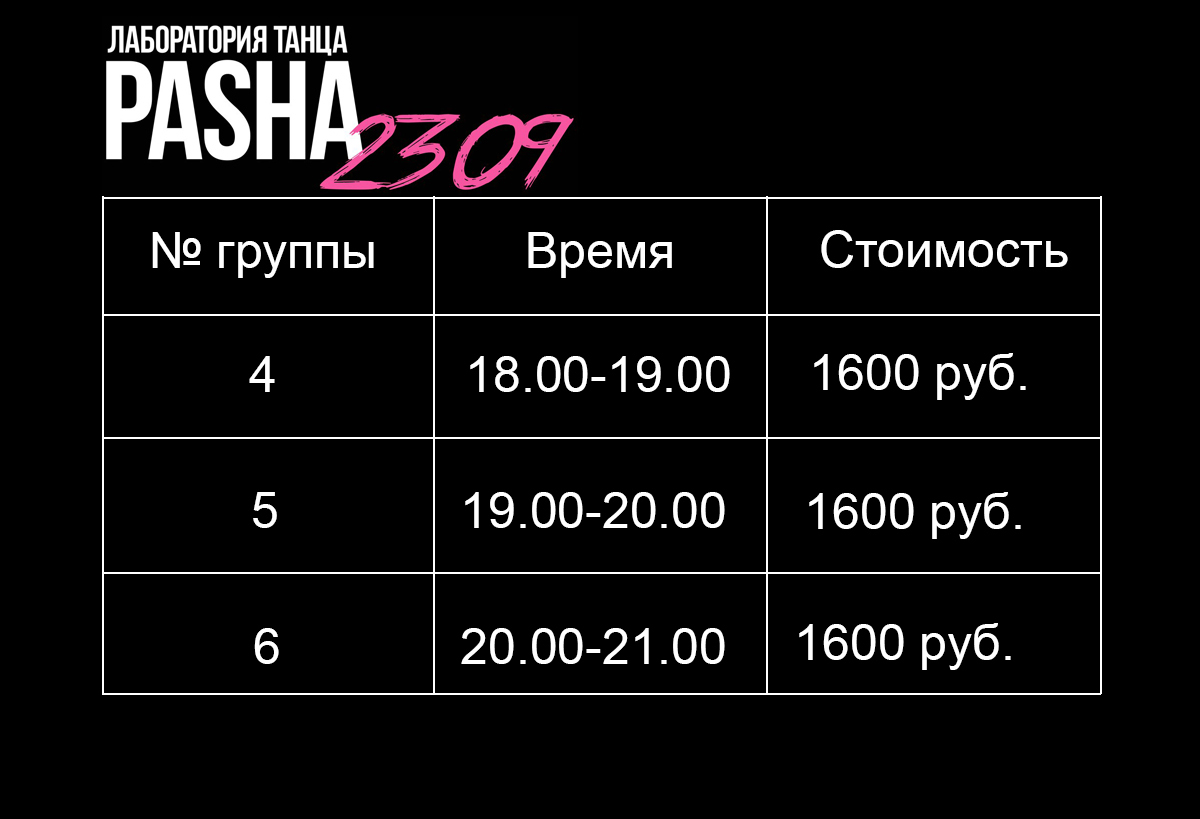 ЛАБОРАТОРИЯ ТАНЦА
PASHA
2309
№ группы Время Стоимость
4 18.00-19.00 1600 руб.
5 19.00-20.00 1600 руб.
6 20.00-21.00 1600 руб.